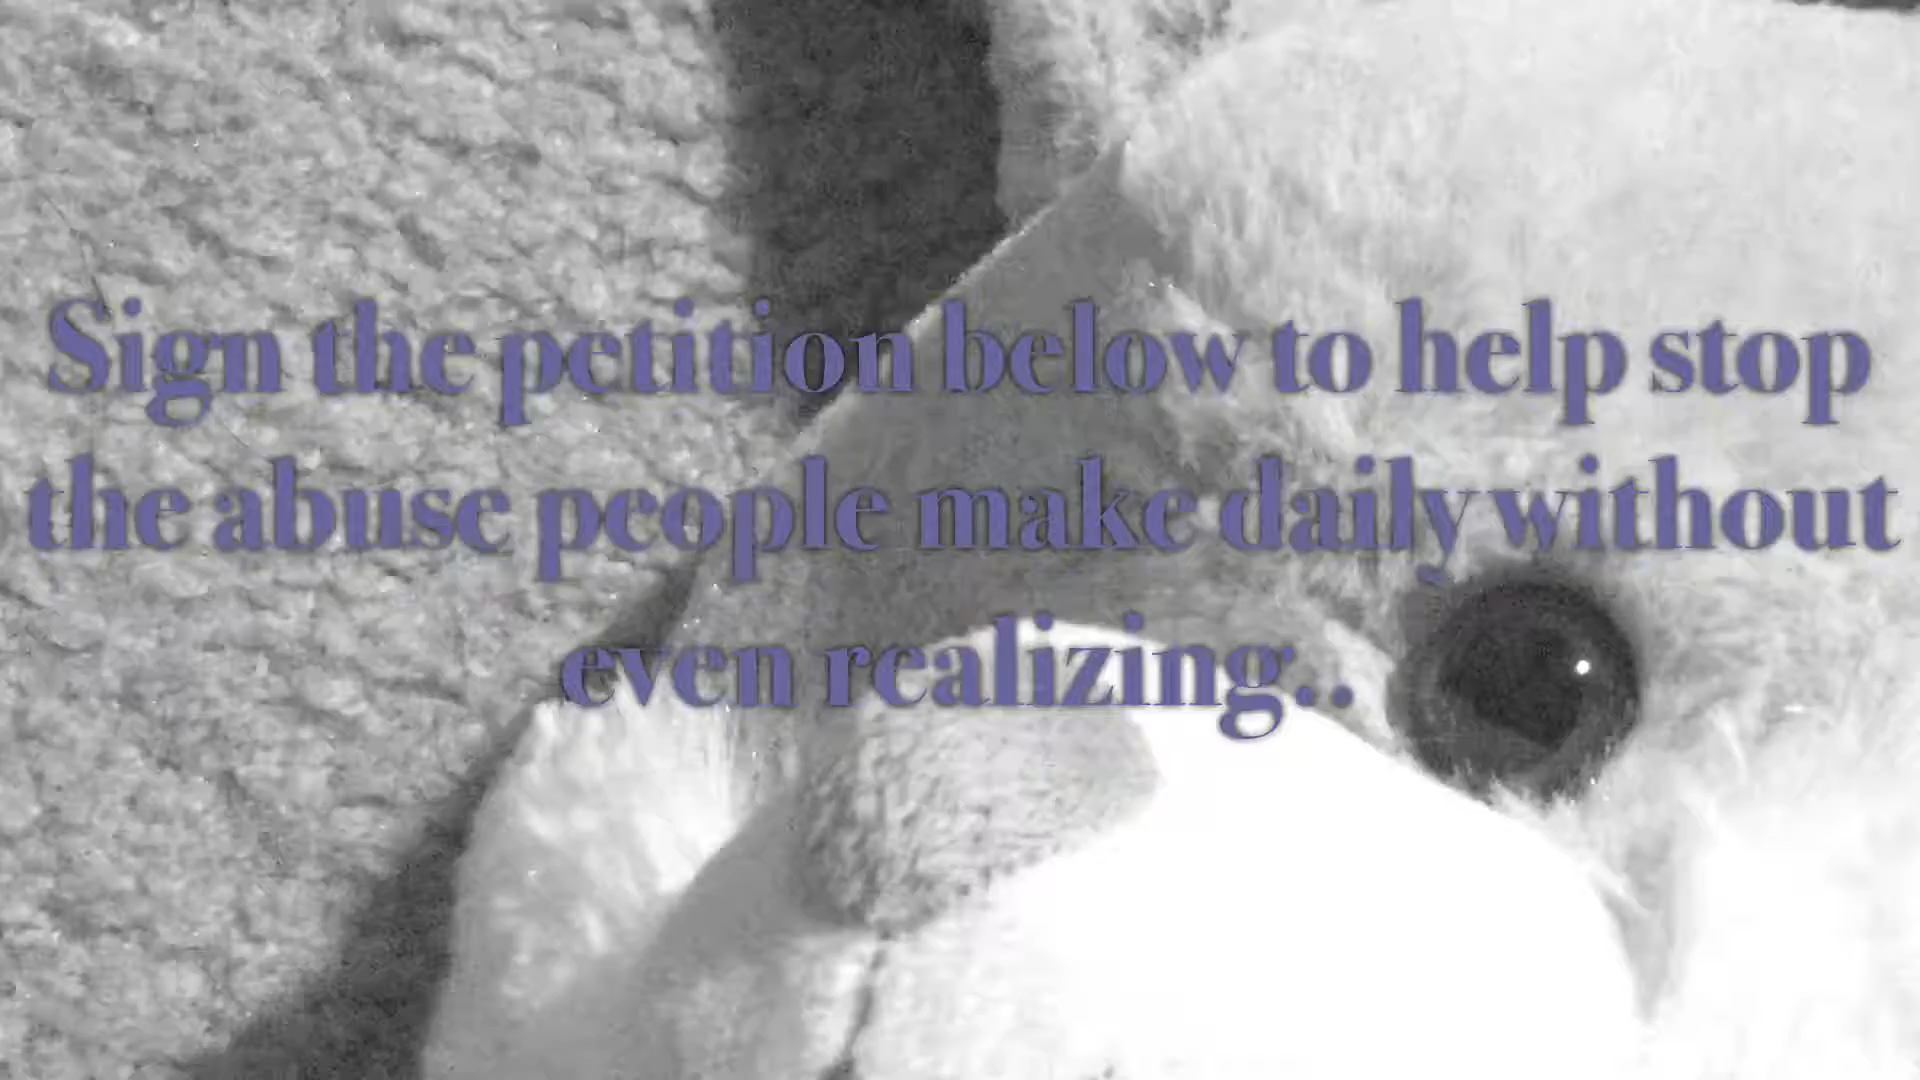 Sign the petition below to help stop
the abuse people make daily without
even realizing..